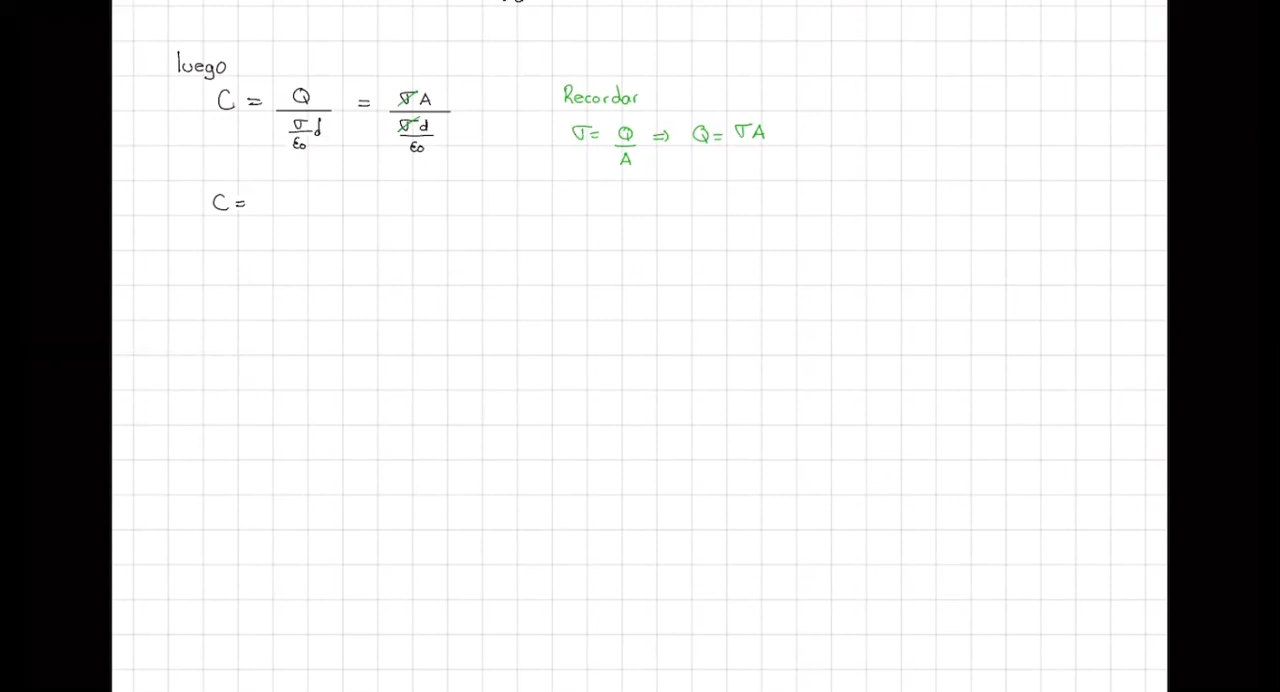 luego
C = Q / (σ/ε₀ d) = σA / (σd/ε₀)
Recordar
σ = Q/A ⇒ Q = σA
C =